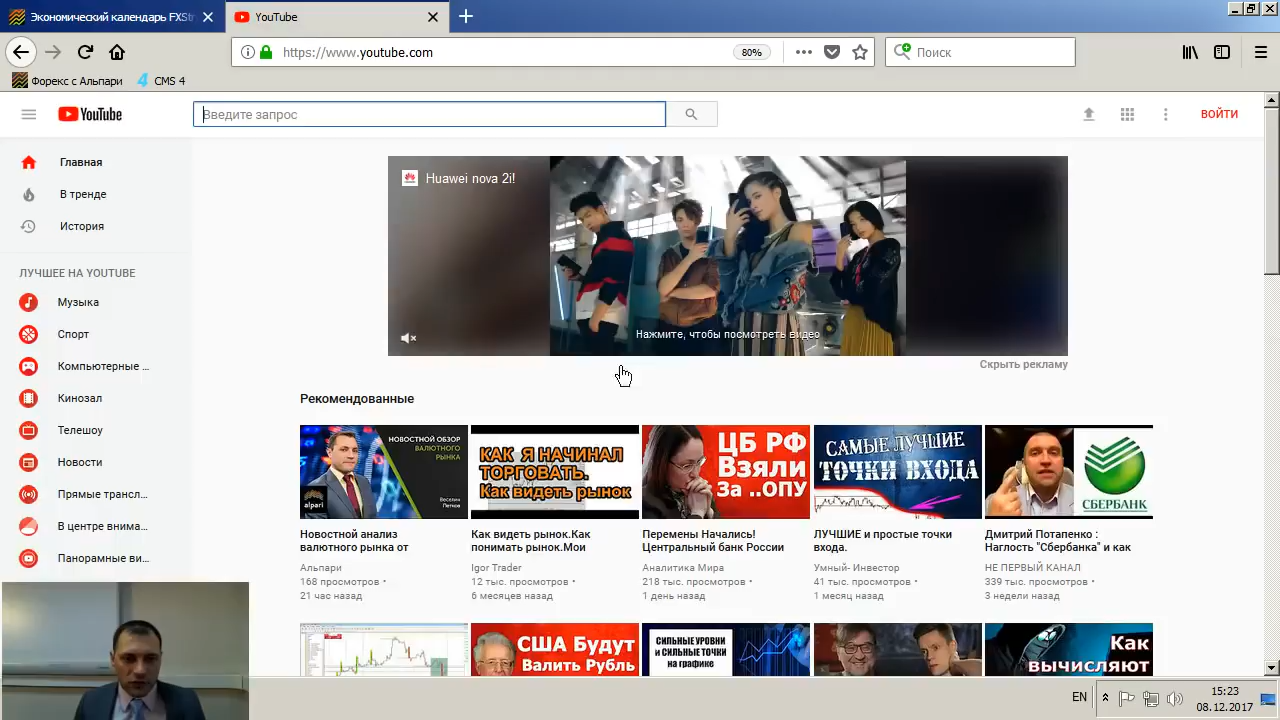 Экономический календарь FXSt
YouTube
https://www.youtube.com
80%
Поиск
Форекс с Альпари
CMS 4
YouTube
Введите запрос
ВОЙТИ
Главная
В тренде
История
ЛУЧШЕЕ НА YOUTUBE
Музыка
Спорт
Компьютерные ...
Кинозал
Телешоу
Новости
Прямые трансл...
В центре внима...
Панорамные ви...
Huawei nova 2i!
Нажмите, чтобы посмотреть видео
Скрыть рекламу
Рекомендованные
НОВОСТНОЙ ОБЗОР
ВАЛЮТНОГО
РЫНКА
alpari
Веселин
Петков
Новостной анализ
валютного рынка от
Альпари
168 просмотров •
21 час назад
КАК Я НАЧИНАЛ
ТОРГОВАТЬ.
Как видеть рынок
Как видеть рынок.Как
понимать рынок.Мои
Igor Trader
12 тыс. просмотров •
6 месяцев назад
ЦБ РФ
Взяли
За ..ОПУ
Перемены Начались!
Центральный банк России
Аналитика Мира
218 тыс. просмотров •
1 день назад
САМЫЕ ЛУЧШИЕ
ТОЧКИ ВХОДА
ЛУЧШИЕ и простые точки
входа.
Умный- Инвестор
41 тыс. просмотров •
1 месяц назад
СБЕРБАНК
Дмитрий Потапенко :
Наглость "Сбербанка" и как
НЕ ПЕРВЫЙ КАНАЛ
339 тыс. просмотров •
3 недели назад
США Будут
Валить Рубль
СИЛЬНЫЕ УРОВНИ
и СИЛЬНЫЕ ТОЧКИ
на графике
Как
вычисляют
EN
15:23
08.12.2017